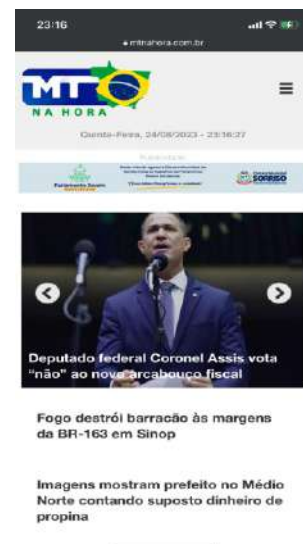 23:16
mtnahora.com.br
MT
NA HORA
Quinta-Feira, 24/08/2023 - 23:16:27
SORRISO
Deputado federal Coronel Assis vota
“não” ao novo arcabouço fiscal
Fogo destrói barracão às margens
da BR-163 em Sinop
Imagens mostram prefeito no Médio
Norte contando suposto dinheiro de
propina